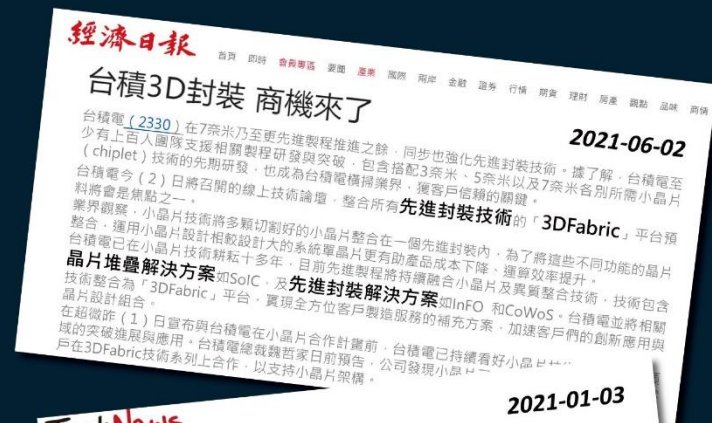 經濟日報
首頁 即時 會員專區 要聞 產業 國際 兩岸 金融 證券 行情 期貨 理財 房產 觀點 品味 商情
台積3D封裝 商機來了
2021-06-02
台積電(2330)在7奈米乃至更先進製程推進之餘，同步也強化先進封裝技術。據了解，台積電至
少有上百人團隊支援相關製程研發與突破，包含搭配3奈米、5奈米以及7奈米各別所需小晶片
（chiplet）技術的先期研發，也成為台積電橫掃業界，獲客戶信賴的關鍵。
台積電今（2）日將召開的線上技術論壇，整合所有先進封裝技術的「3DFabric」平台預
料將會是焦點之一。
業界觀察，小晶片技術將多顆切割好的小晶片整合在一個先進封裝內，為了將這些不同功能的晶片
整合，運用小晶片設計相較設計大的系統單晶片更有助產品成本下降、運算效率提升。
台積電已在小晶片技術耕耘十多年，目前先進製程將持續融合小晶片及異質整合技術，技術包含
晶片堆疊解決方案如SoIC，及先進封裝解決方案如InFO 和CoWoS。台積電並將相關
技術整合為「3DFabric」平台，實現全方位客戶製造服務的補充方案，加速客戶們的創新應用與
晶片設計組合。
在超微昨（1）日宣布與台積電在小晶片合作計畫前，台積電已持續看好小晶片
域的突破進展與應用。台積電總裁魏哲家日前預告，公司發現小晶片
戶在3DFabric技術系列上合作，以支持小晶片架構。
2021-01-03
News